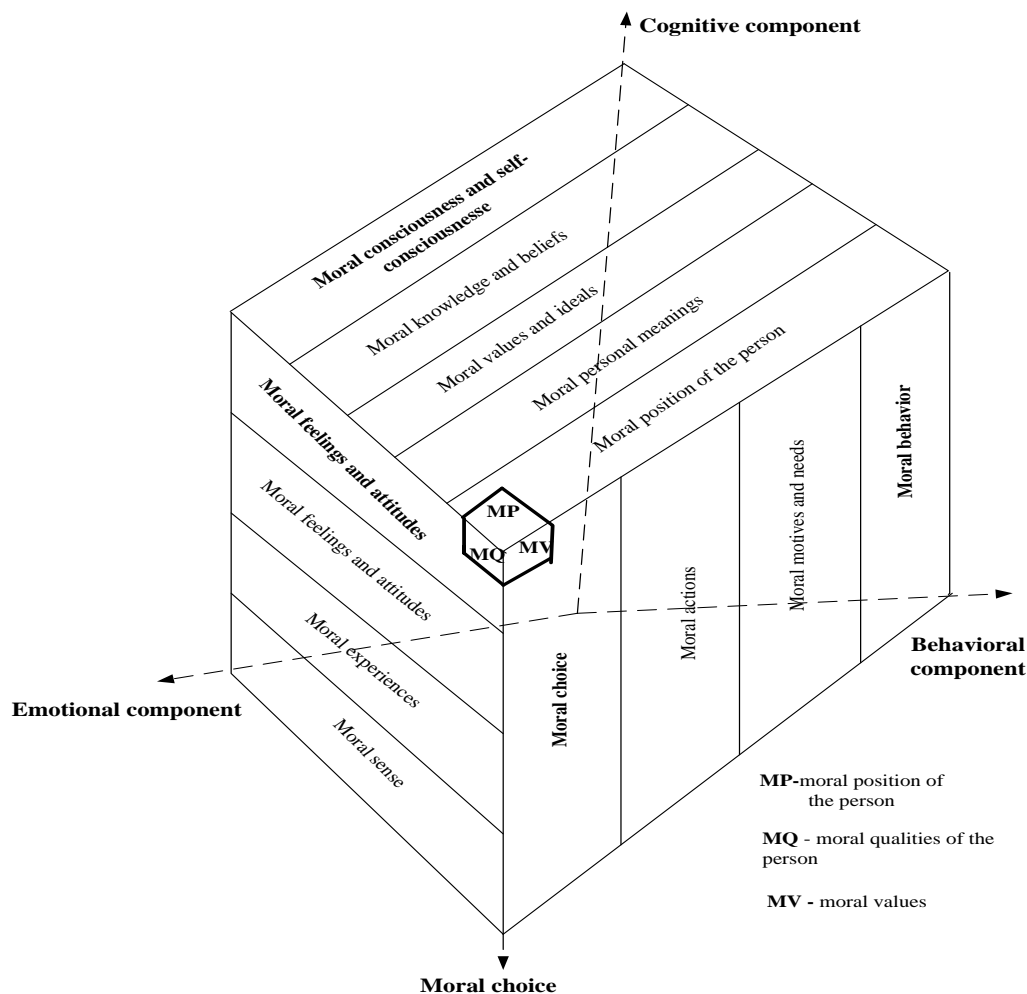 Cognitive component
Moral consciousness and self-
consciousnesse
Moral knowledge and beliefs
Moral values and ideals
Moral personal meanings
Moral position of the person
Moral feelings and attitudes
Moral feelings and attitudes
Moral experiences
Moral sense
MP
MQ
MV
Moral choice
Moral actions
Moral motives and needs
Moral behavior
Behavioral
component
Emotional component
MP-moral position of
the person
MQ - moral qualities of the
person
MV - moral values
Moral choice